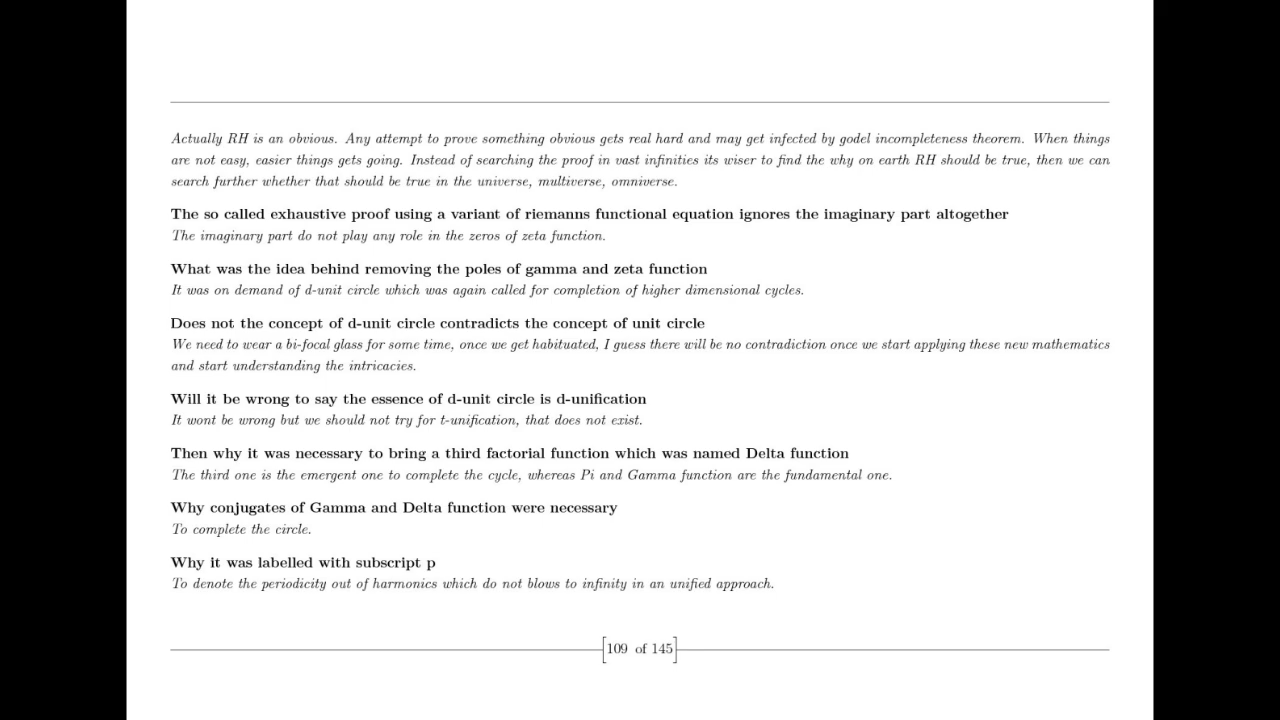 Actually RH is an obvious. Any attempt to prove something obvious gets real hard and may get infected by godel incompleteness theorem. When things
are not easy, easier things gets going. Instead of searching the proof in vast infinities its wiser to find the why on earth RH should be true, then we can
search further whether that should be true in the universe, multiverse, omniverse.
The so called exhaustive proof using a variant of riemanns functional equation ignores the imaginary part altogether
The imaginary part do not play any role in the zeros of zeta function.
What was the idea behind removing the poles of gamma and zeta function
It was on demand of d-unit circle which was again called for completion of higher dimensional cycles.
Does not the concept of d-unit circle contradicts the concept of unit circle
We need to wear a bi-focal glass for some time, once we get habituated, I guess there will be no contradiction once we start applying these new mathematics
and start understanding the intricacies.
Will it be wrong to say the essence of d-unit circle is d-unification
It wont be wrong but we should not try for t-unification, that does not exist.
Then why it was necessary to bring a third factorial function which was named Delta function
The third one is the emergent one to complete the cycle, whereas Pi and Gamma function are the fundamental one.
Why conjugates of Gamma and Delta function were necessary
To complete the circle.
Why it was labelled with subscript p
To denote the periodicity out of harmonics which do not blows to infinity in an unified approach.
[109 of 145]